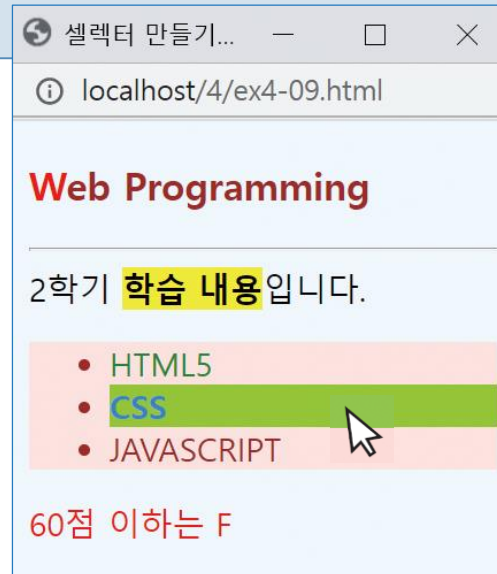 셀렉터 만들기...
localhost/4/ex4-09.html
Web Programming
2학기 학습 내용입니다.
HTML5
CSS
JAVASCRIPT
60점 이하는 F